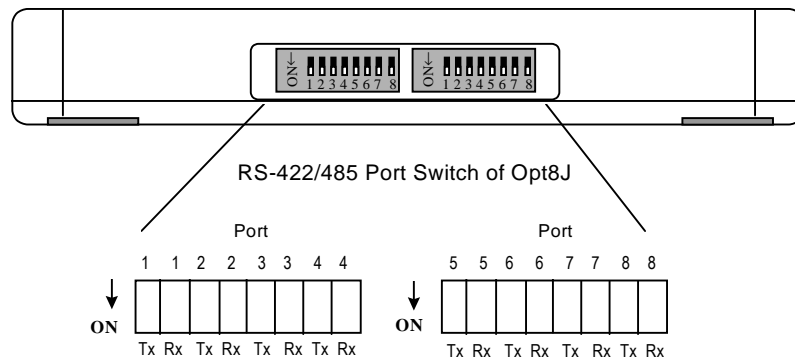 ON← 1 2 3 4 5 6 7 8 ON← 1 2 3 4 5 6 7 8
RS-422/485 Port Switch of Opt8J
Port Port
1 1 2 2 3 3 4 4 5 5 6 6 7 7 8 8
ON ON
Tx Rx Tx Rx Tx Rx Tx Rx Tx Rx Tx Rx Tx Rx Tx Rx